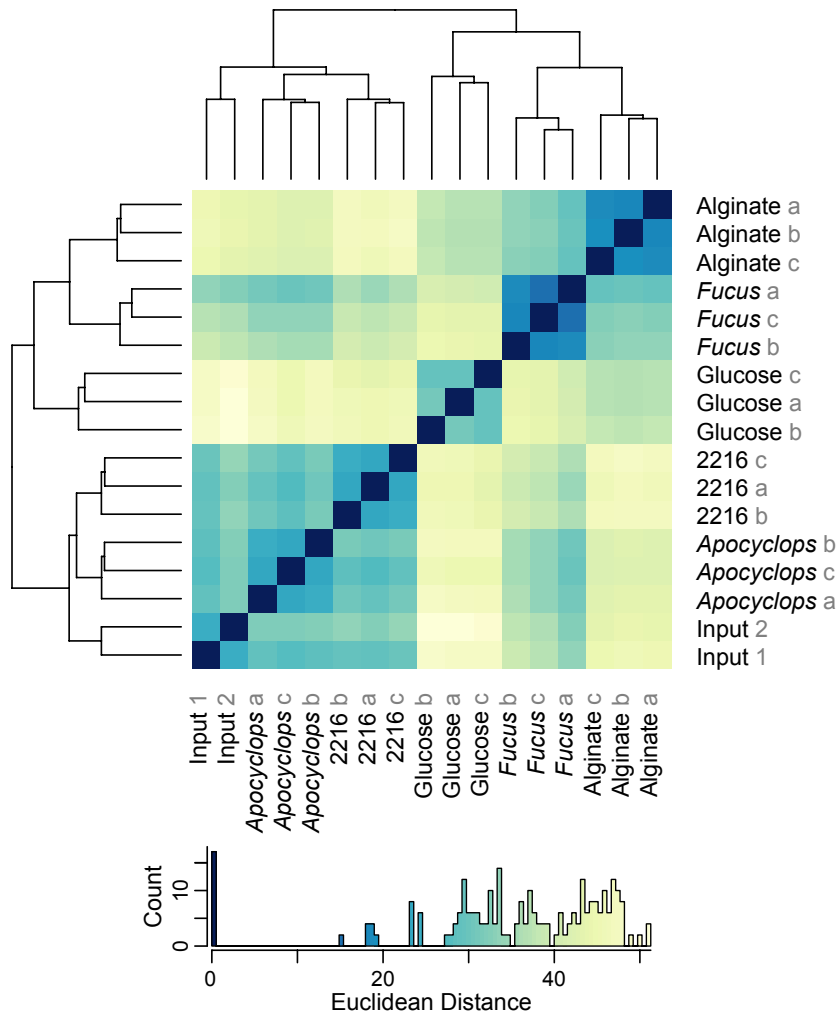 Alginate a
Alginate b
Alginate c
Fucus a
Fucus c
Fucus b
Glucose c
Glucose a
Glucose b
2216 c
2216 a
2216 b
Apocyclops b
Apocyclops c
Apocyclops a
Input 2
Input 1
Input 1
Input 2
Apocyclops a
Apocyclops c
Apocyclops b
2216 b
2216 a
2216 c
Glucose b
Glucose a
Glucose c
Fucus b
Fucus c
Fucus a
Alginate c
Alginate b
Alginate a
Count
10
0
0 20 40
Euclidean Distance